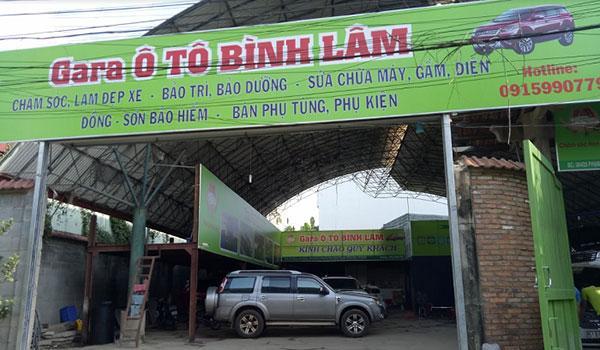 Gara Ô TÔ BÌNH LÂM
CHĂM SÓC, LÀM ĐẸP XE - BẢO TRÌ, BẢO DƯỠNG - SỬA CHỮA MÁY, GẦM, ĐIỆN
ĐỒNG - SƠN BẢO HIỂM - BÁN PHỤ TÙNG, PHỤ KIỆN
Hotline:
091599077
Gara Ô TÔ BÌNH LÂM
KÍNH CHÀO QUÝ KHÁCH